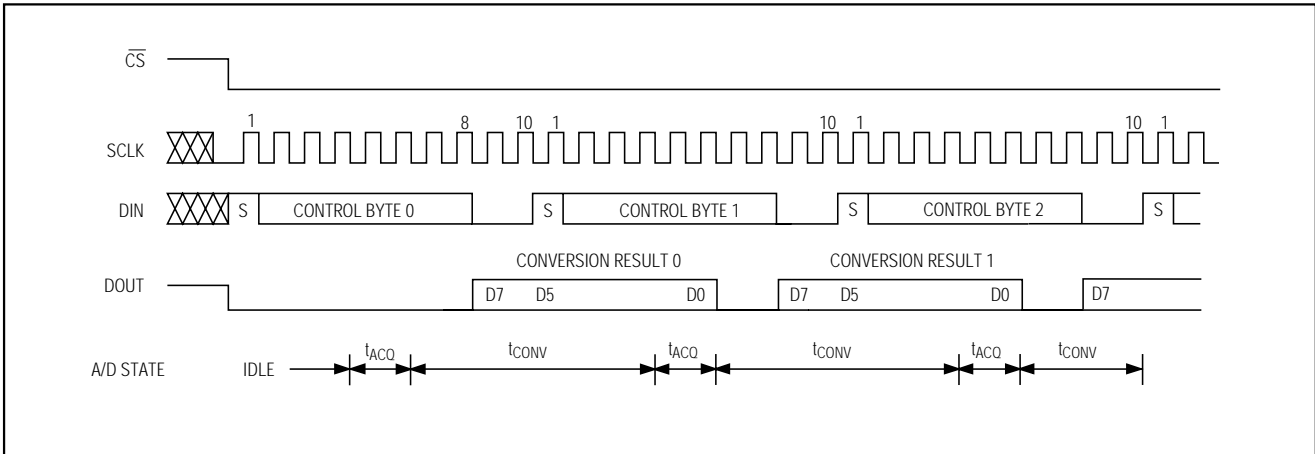 CS
1 8 10 1 10 1 10 1
SCLK
DIN S CONTROL BYTE 0 S CONTROL BYTE 1 S CONTROL BYTE 2 S
CONVERSION RESULT 0 CONVERSION RESULT 1
DOUT D7 D5 D0 D7 D5 D0 D7
tACQ tCONV tACQ tCONV tACQ tCONV
A/D STATE IDLE